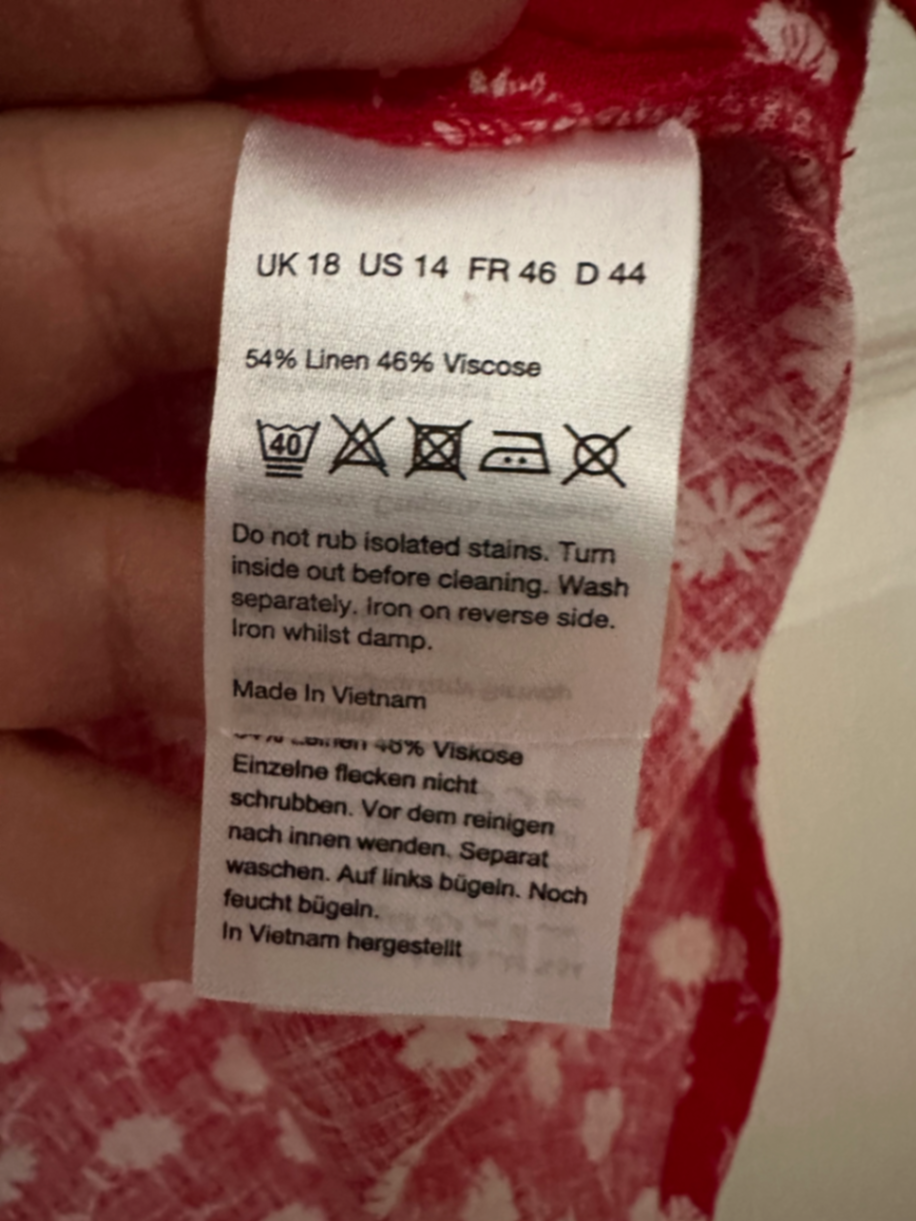 UK 18 US 14 FR 46 D 44
54% Linen 46% Viscose
40
Do not rub isolated stains. Turn
inside out before cleaning. Wash
separately. Iron on reverse side.
Iron whilst damp.
Made In Vietnam
46% Viskose
Einzelne flecken nicht
schrubben. Vor dem reinigen
nach innen wenden. Separat
waschen. Auf links bügeln. Noch
feucht bügeln.
In Vietnam hergestellt